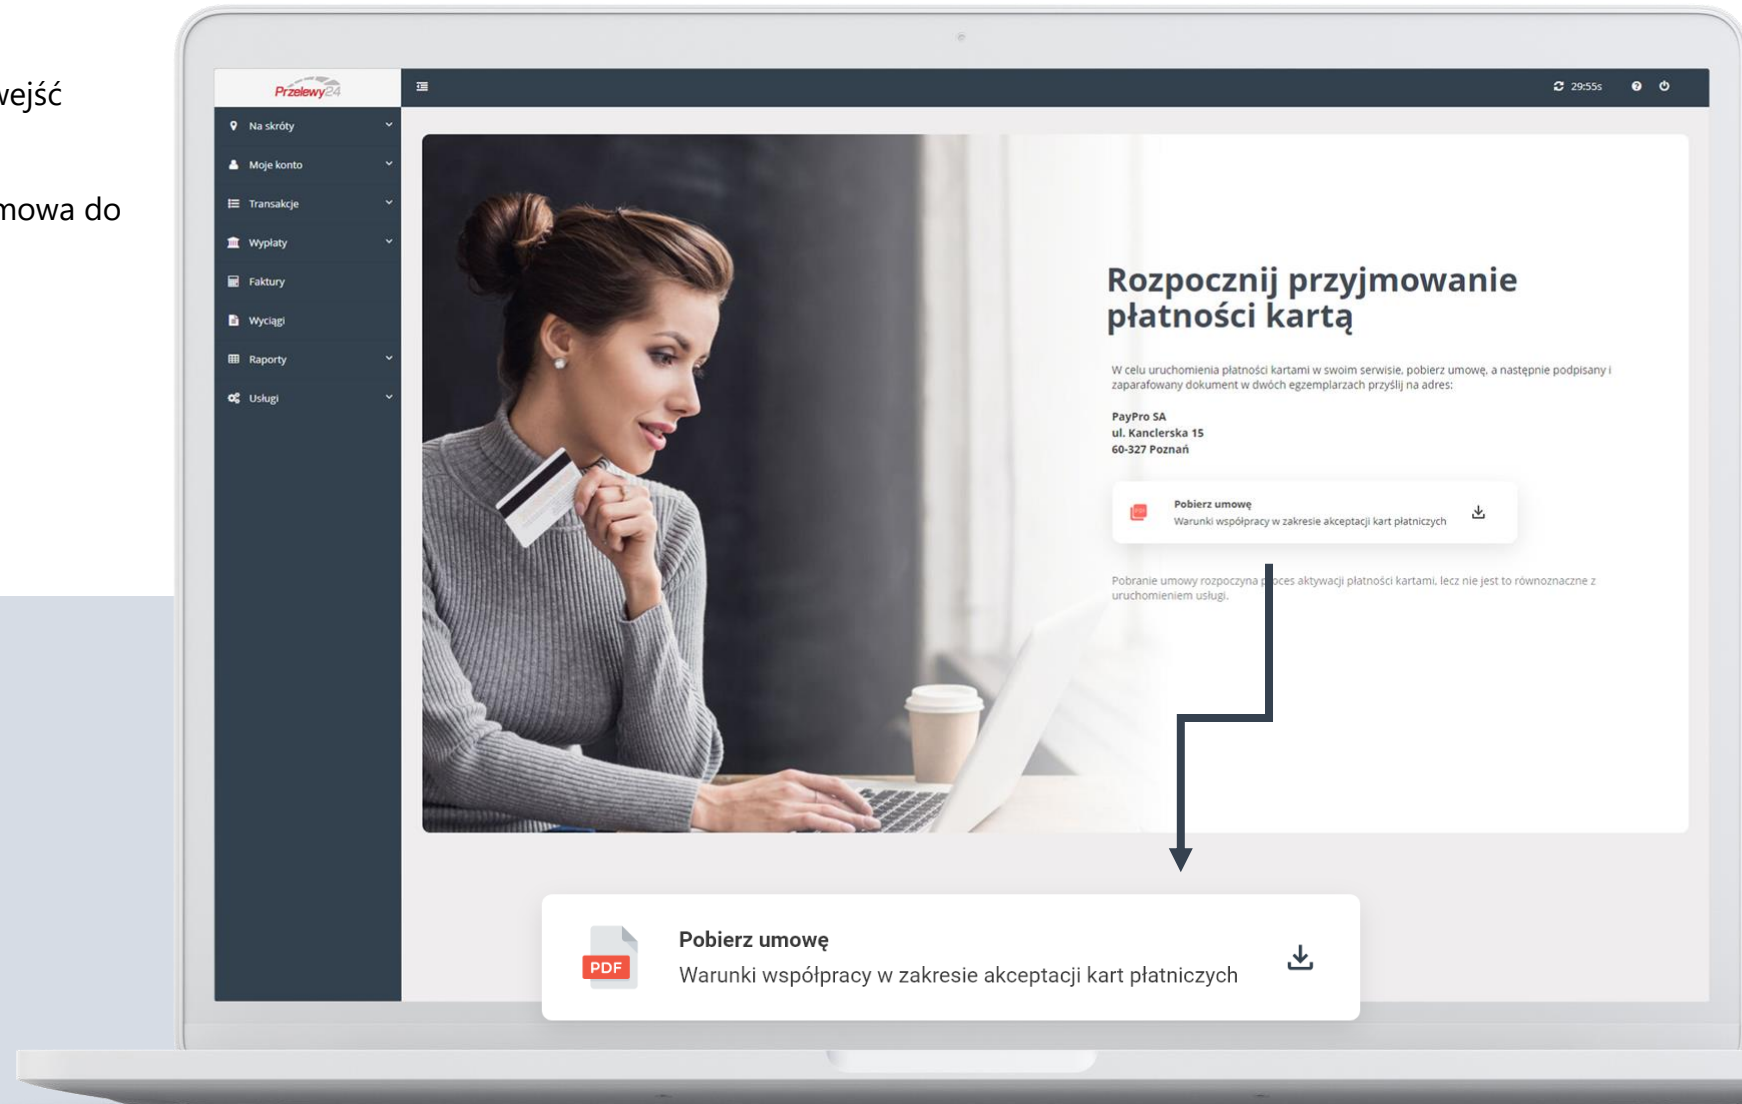 wejść
mowa do
Przelewy24
29:55s
Na skróty
Moje konto
Transakcje
Wypłaty
Faktury
Wyciągi
Raporty
Usługi
Rozpocznij przyjmowanie
płatności kartą
W celu uruchomienia płatności kartami w swoim serwisie, pobierz umowę, a następnie podpisany i
zaparafowany dokument w dwóch egzemplarzach przyślij na adres:
PayPro SA
ul. Kanclerska 15
60-327 Poznań
Pobierz umowę
Warunki współpracy w zakresie akceptacji kart płatniczych
Pobranie umowy rozpoczyna proces aktywacji płatności kartami, lecz nie jest to równoznaczne z
uruchomieniem usługi.
PDF
Pobierz umowę
Warunki współpracy w zakresie akceptacji kart płatniczych